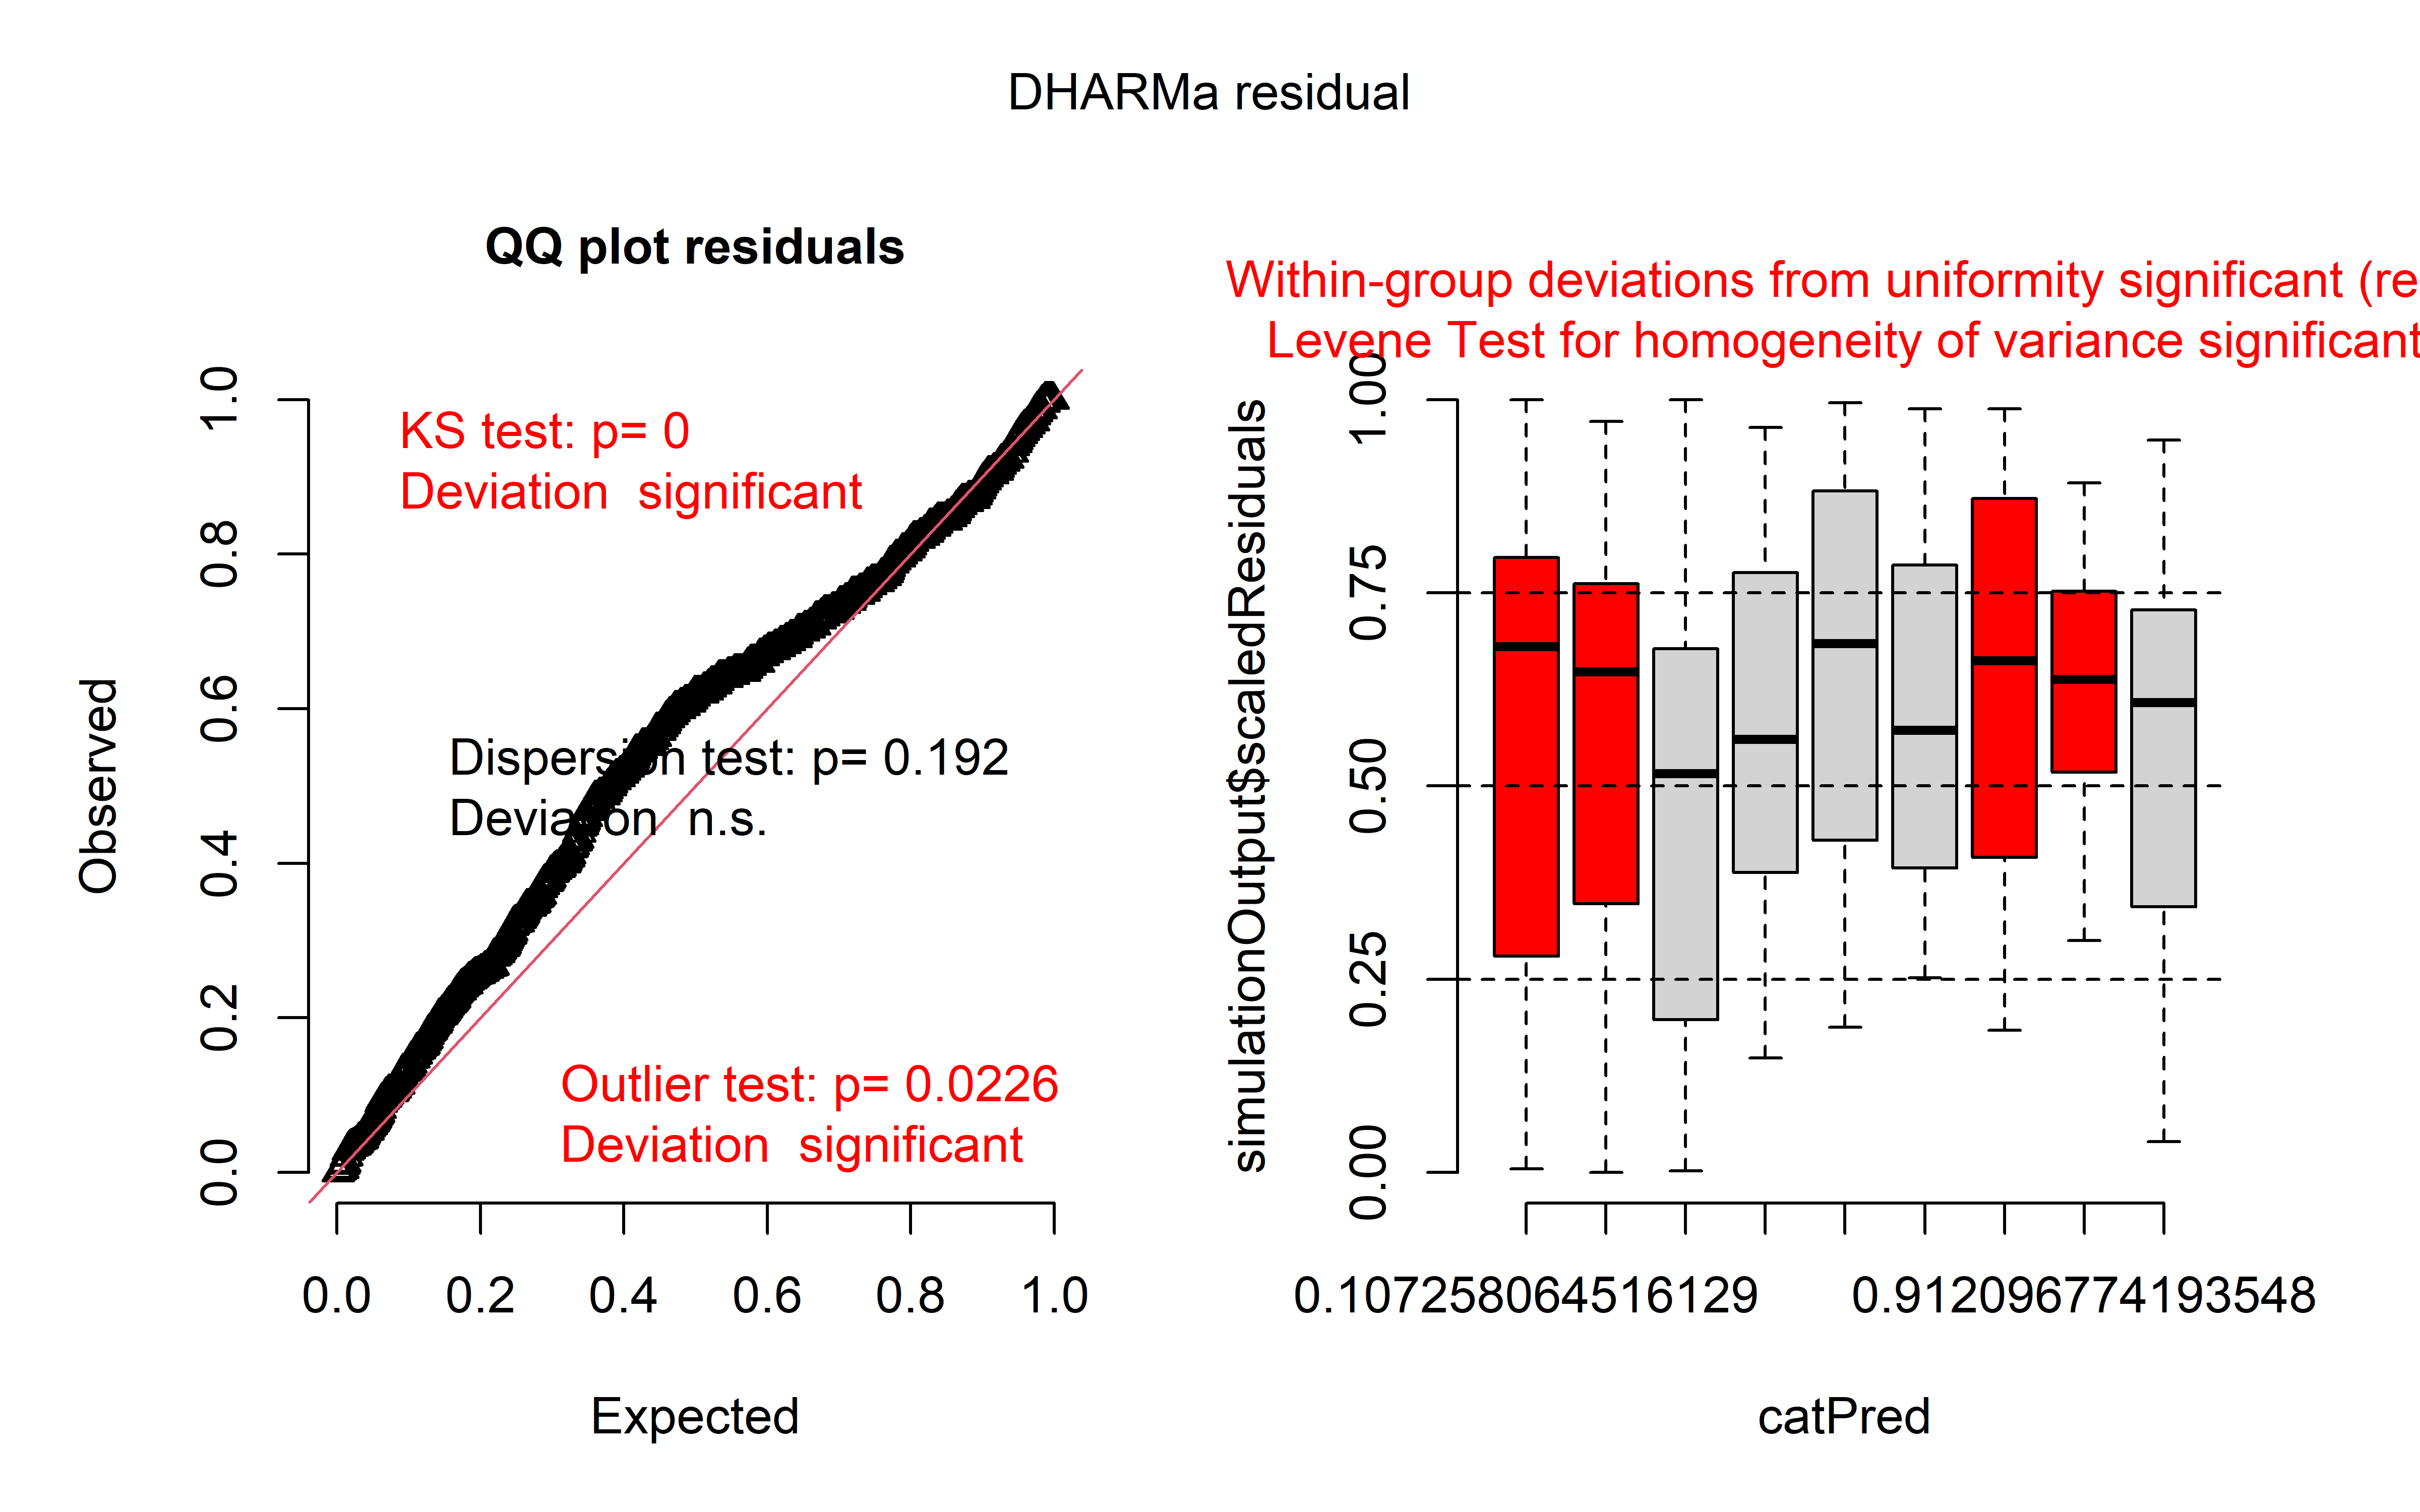 DHARMa residual
QQ plot residuals
KS test: p= 0
Deviation  significant
Dispersion test: p= 0.192
Deviation  n.s.
Outlier test: p= 0.0226
Deviation  significant
Observed
0.0 0.2 0.4 0.6 0.8 1.0
0.0 0.2 0.4 0.6 0.8 1.0
Expected
Within-group deviations from uniformity significant (re
Levene Test for homogeneity of variance significant
simulationOutput$scaledResiduals
0.00 0.25 0.50 0.75 1.00
0.107258064516129 0.912096774193548
catPred